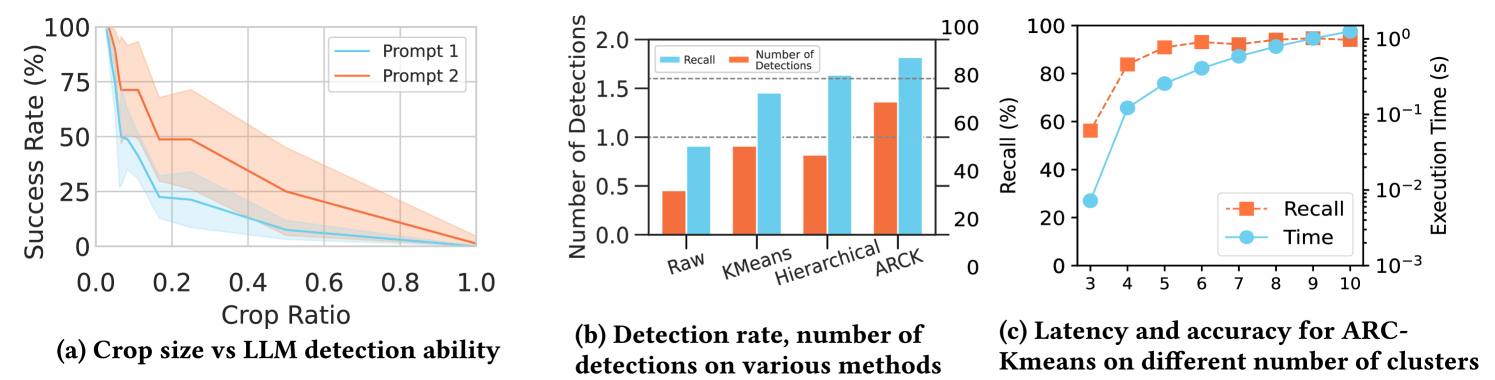 Success Rate (%)
100
75
50
25
0
Prompt 1
Prompt 2
0.0 0.2 0.4 0.6 0.8 1.0
Crop Ratio
(a) Crop size vs LLM detection ability
Number of Detections
2.0
1.5
1.0
0.5
0.0
Recall
Number of
Detections
100
80
60
40
20
0
Raw KMeans Hierarchical ARCK
(b) Detection rate, number of
detections on various methods
Recall (%)
100
80
60
40
20
0
Recall
Time
10⁰
10⁻¹
10⁻²
10⁻³
Execution Time (s)
3 4 5 6 7 8 9 10
(c) Latency and accuracy for ARC-
Kmeans on different number of clusters